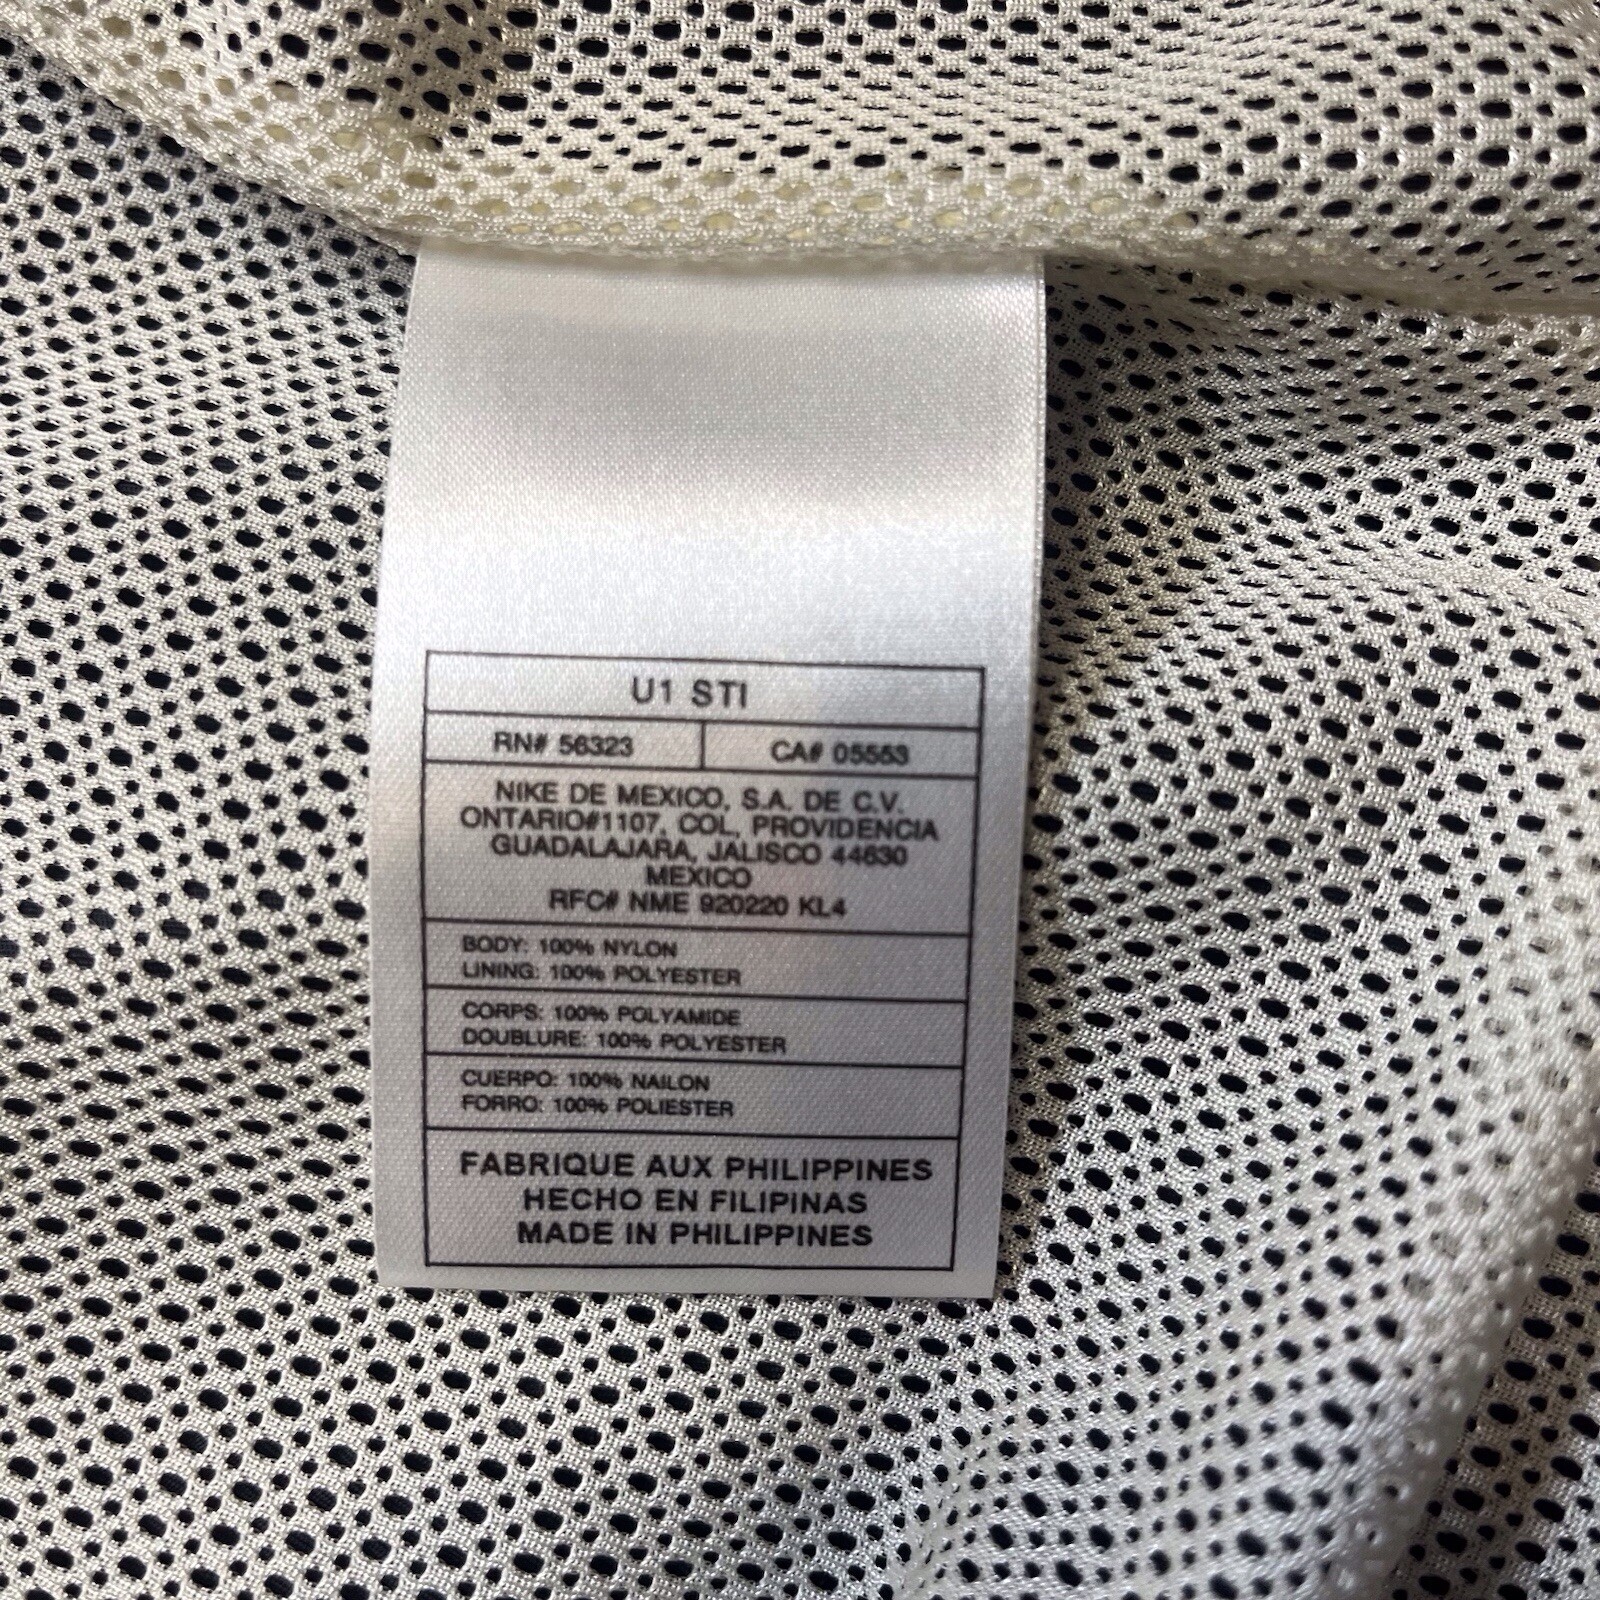 U1 STI
RN# 56323 CA# 05553
NIKE DE MEXICO, S.A. DE C.V.
ONTARIO#1107, COL, PROVIDENCIA
GUADALAJARA, JALISCO 44630
MEXICO
RFC# NME 920220 KL4
BODY: 100% NYLON
LINING: 100% POLYESTER
CORPS: 100% POLYAMIDE
DOUBLURE: 100% POLYESTER
CUERPO: 100% NAILON
FORRO: 100% POLIESTER
FABRIQUE AUX PHILIPPINES
HECHO EN FILIPINAS
MADE IN PHILIPPINES